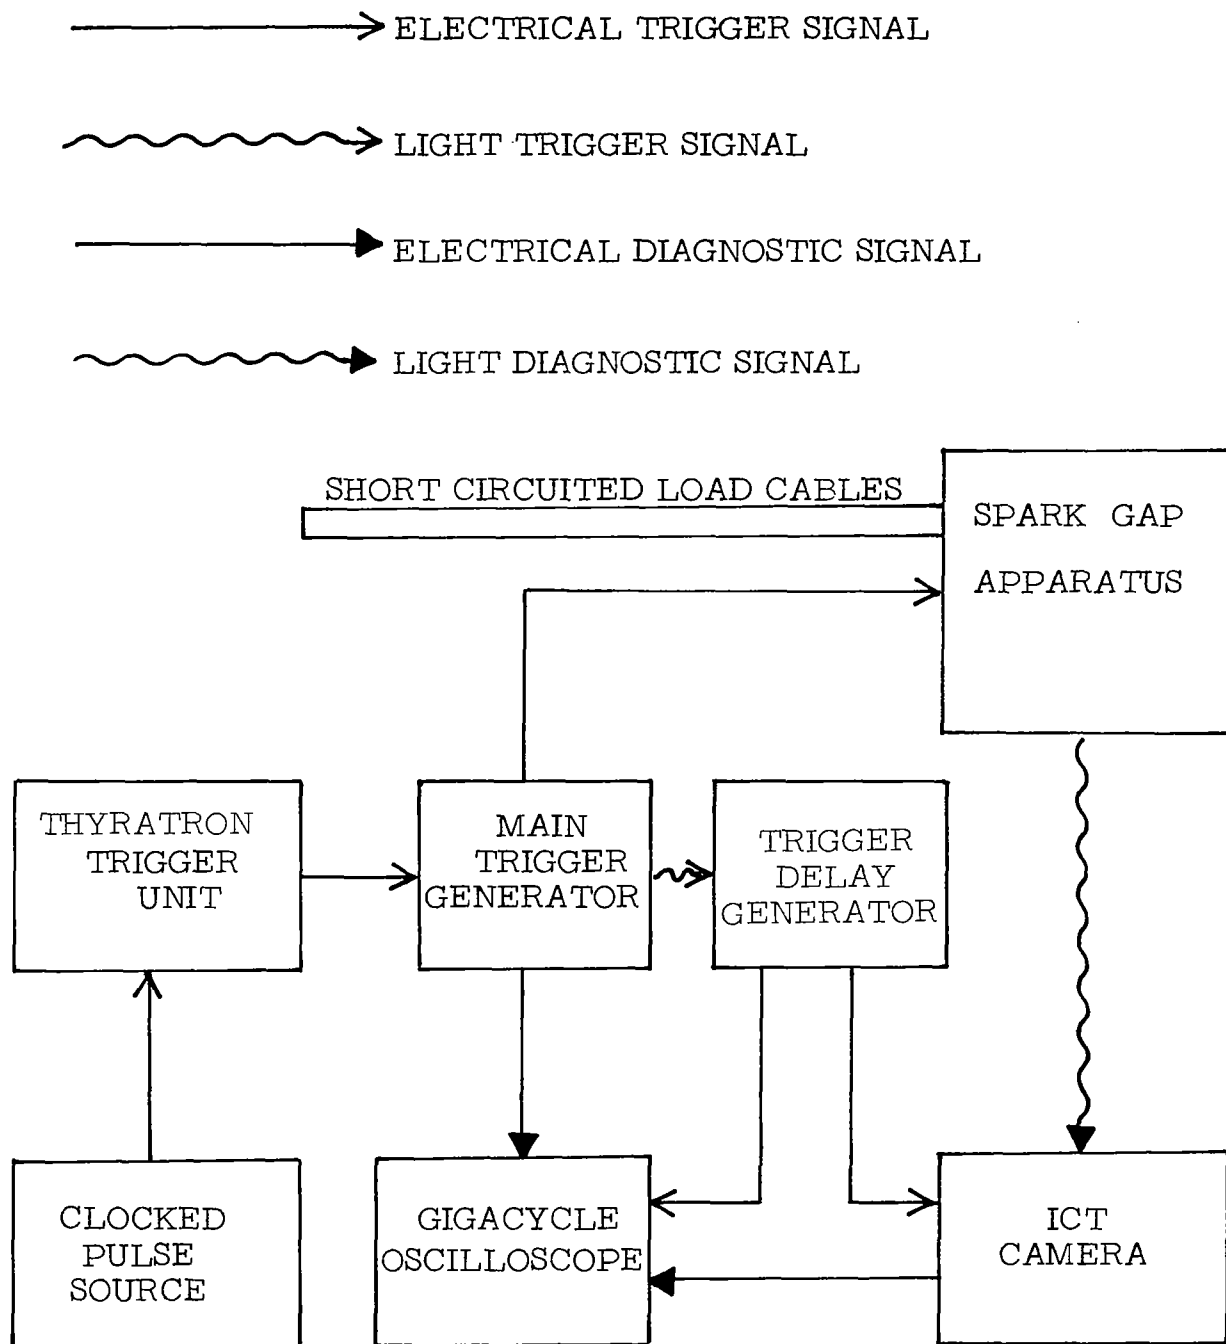 ELECTRICAL TRIGGER SIGNAL
LIGHT TRIGGER SIGNAL
ELECTRICAL DIAGNOSTIC SIGNAL
LIGHT DIAGNOSTIC SIGNAL
SHORT CIRCUITED LOAD CABLES
SPARK GAP
APPARATUS
THYRATRON
TRIGGER
UNIT
MAIN
TRIGGER
GENERATOR
TRIGGER
DELAY
GENERATOR
CLOCKED
PULSE
SOURCE
GIGACYCLE
OSCILLOSCOPE
ICT
CAMERA